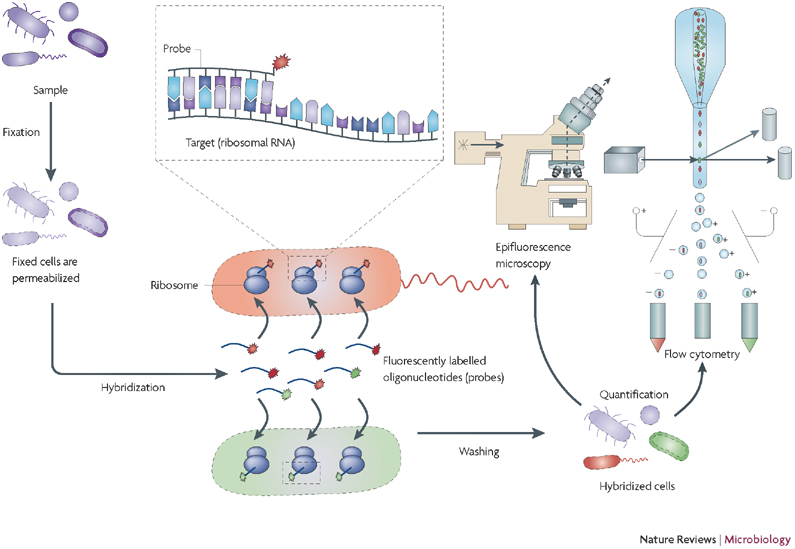 Sample
Fixation
Fixed cells are
permeabilized
Hybridization
Probe
Target (ribosomal RNA)
Ribosome
Fluorescently labelled
oligonucleotides (probes)
Washing
Epifluorescence
microscopy
+
–
–
+
–
+
–
+
Flow cytometry
Quantification
Hybridized cells
Nature Reviews | Microbiology